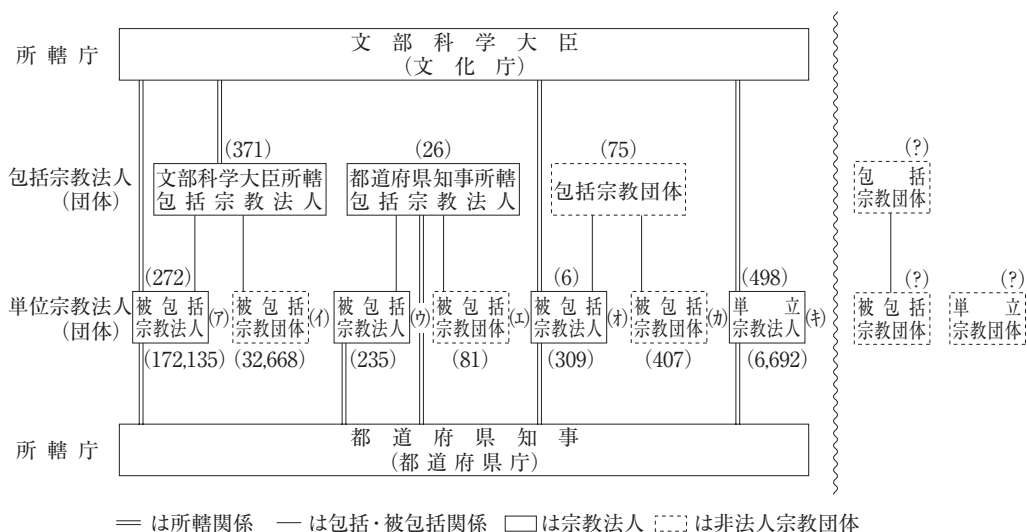 所轄庁
文部科学大臣
(文化庁)
(371)
(26)
(75)
(?)
包括宗教法人
(団体)
文部科学大臣所轄
包括宗教法人
都道府県知事所轄
包括宗教法人
包括宗教団体
包括
宗教団体
(272)
(6)
(498)
(?)
(?)
単位宗教法人
(団体)
被包括
宗教法人
(ア)
被包括
宗教団体
(イ)
被包括
宗教法人
(ウ)
被包括
宗教団体
(エ)
被包括
宗教法人
(オ)
被包括
宗教団体
(カ)
単立
宗教法人
(キ)
被包括
宗教団体
単立
宗教団体
(172,135)
(32,668)
(235)
(81)
(309)
(407)
(6,692)
所轄庁
都道府県知事
(都道府県庁)
は所轄関係 は包括・被包括関係 は宗教法人 は非法人宗教団体